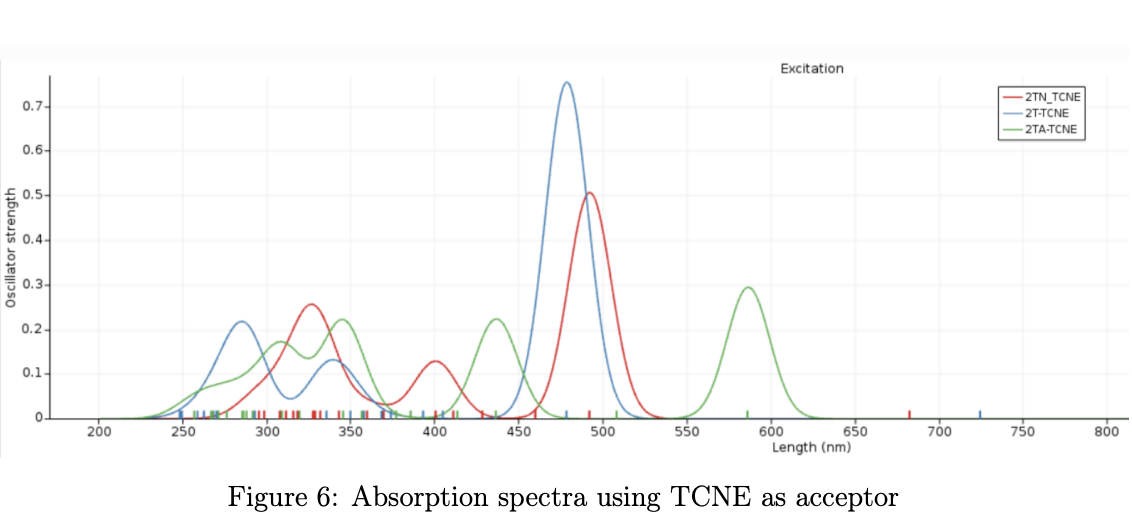 Excitation
2TN_TCNE
2T-TCNE
2TA-TCNE
Oscillator strength
0.7
0.6
0.5
0.4
0.3
0.2
0.1
0
200 250 300 350 400 450 500 550 600 650 700 750 800
Length (nm)
Figure 6: Absorption spectra using TCNE as acceptor